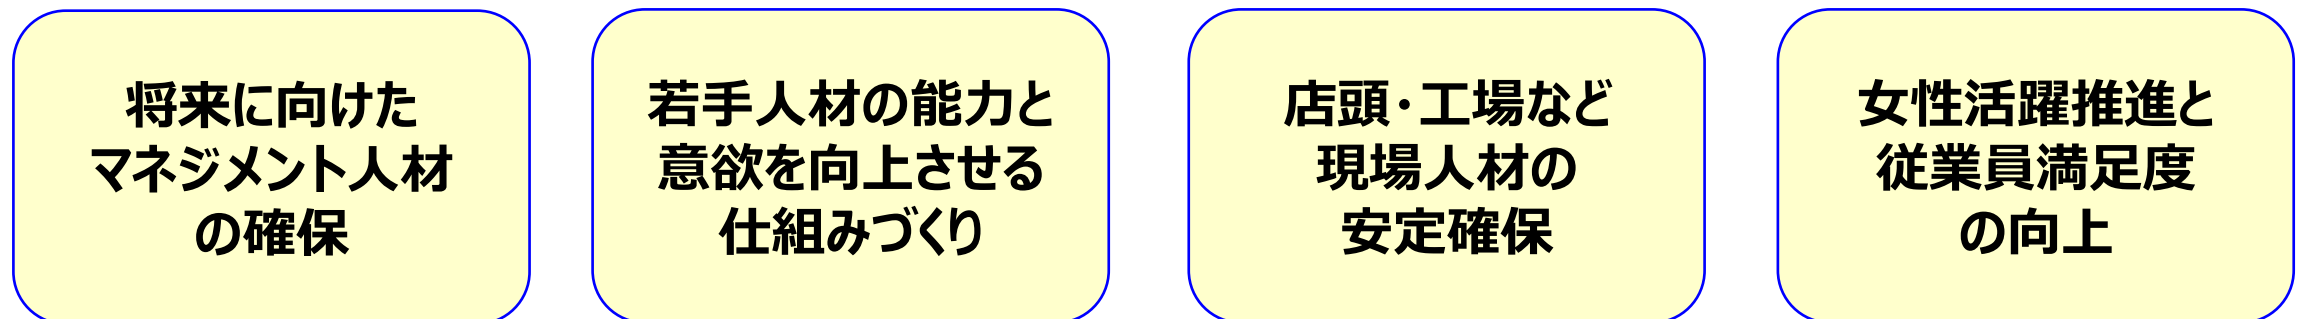 将来に向けた
マネジメント人材
の確保
若手人材の能力と
意欲を向上させる
仕組みづくり
店頭・工場など
現場人材の
安定確保
女性活躍推進と
従業員満足度
の向上